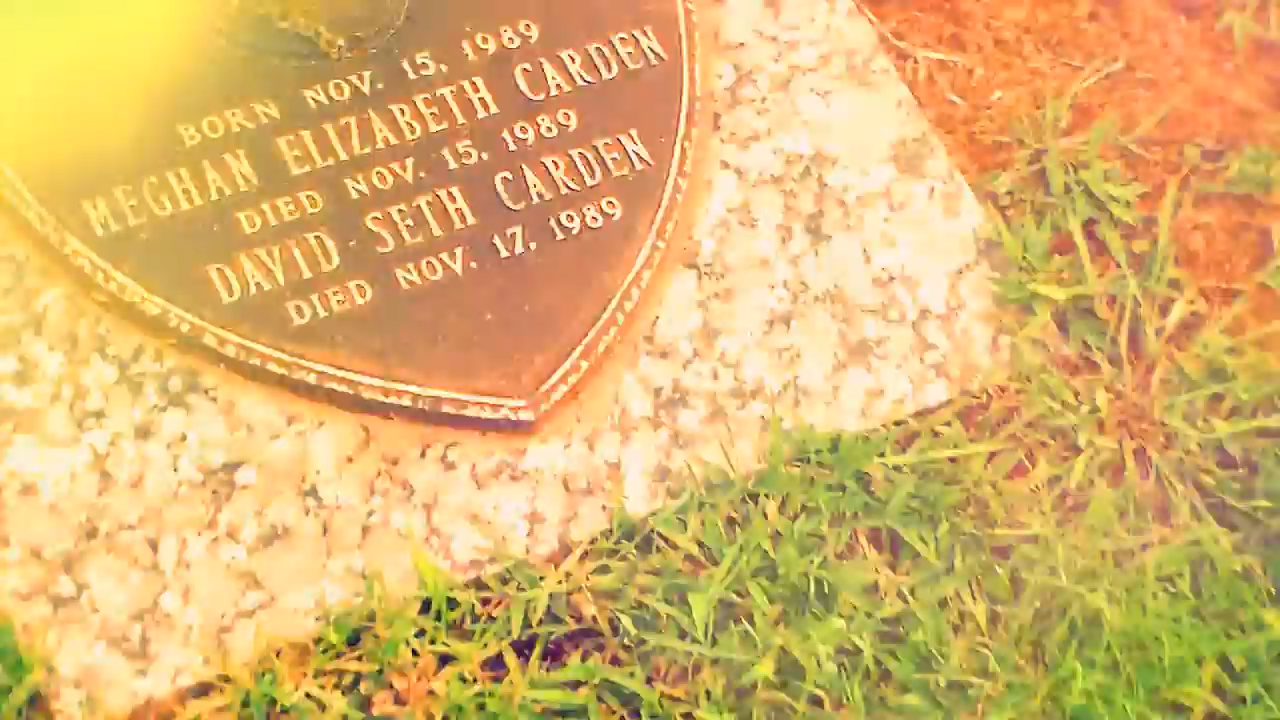 BORN NOV. 15, 1989
MEGHAN ELIZABETH CARDEN
DIED NOV. 15, 1989
DAVID SETH CARDEN
DIED NOV. 17, 1989